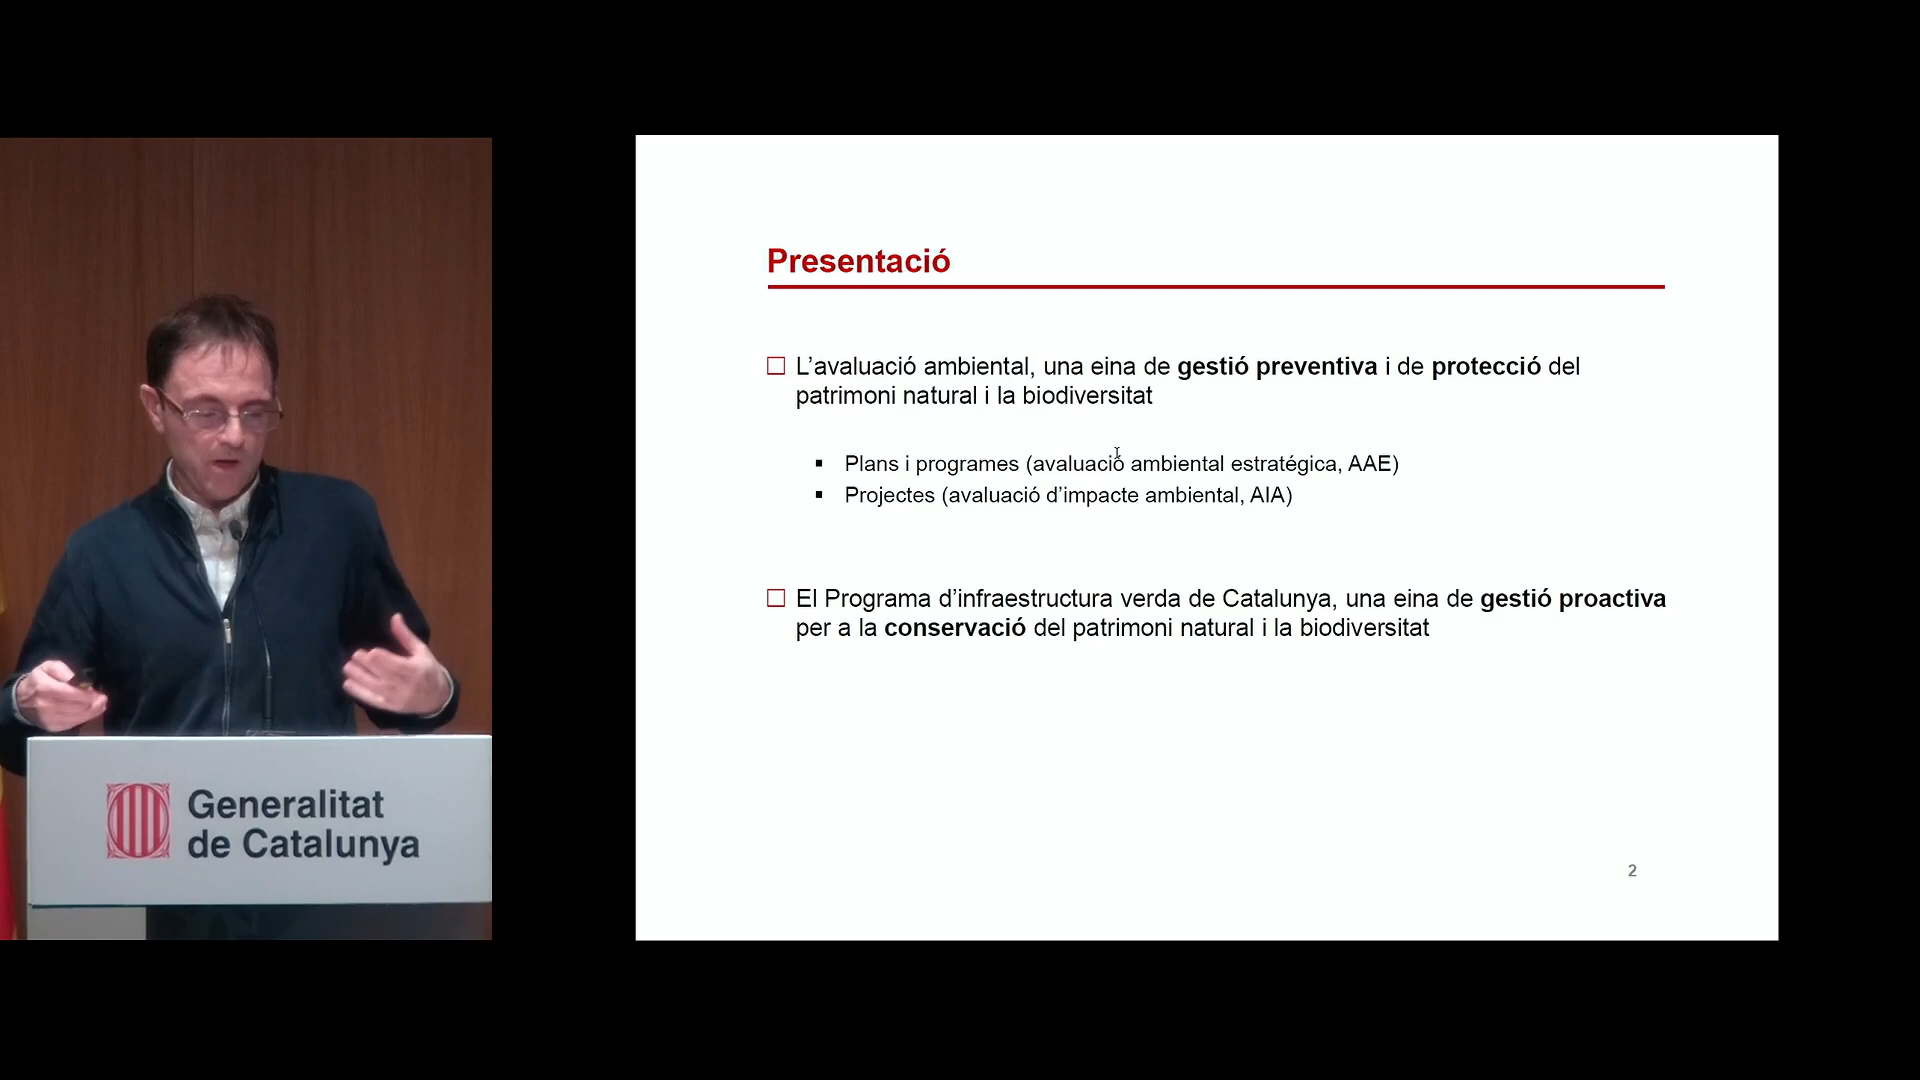 Presentació
L’avaluació ambiental, una eina de gestió preventiva i de protecció del
patrimoni natural i la biodiversitat
Plans i programes (avaluació ambiental estratégica, AAE)
Projectes (avaluació d’impacte ambiental, AIA)
El Programa d’infraestructura verda de Catalunya, una eina de gestió proactiva
per a la conservació del patrimoni natural i la biodiversitat
2
Generalitat
de Catalunya